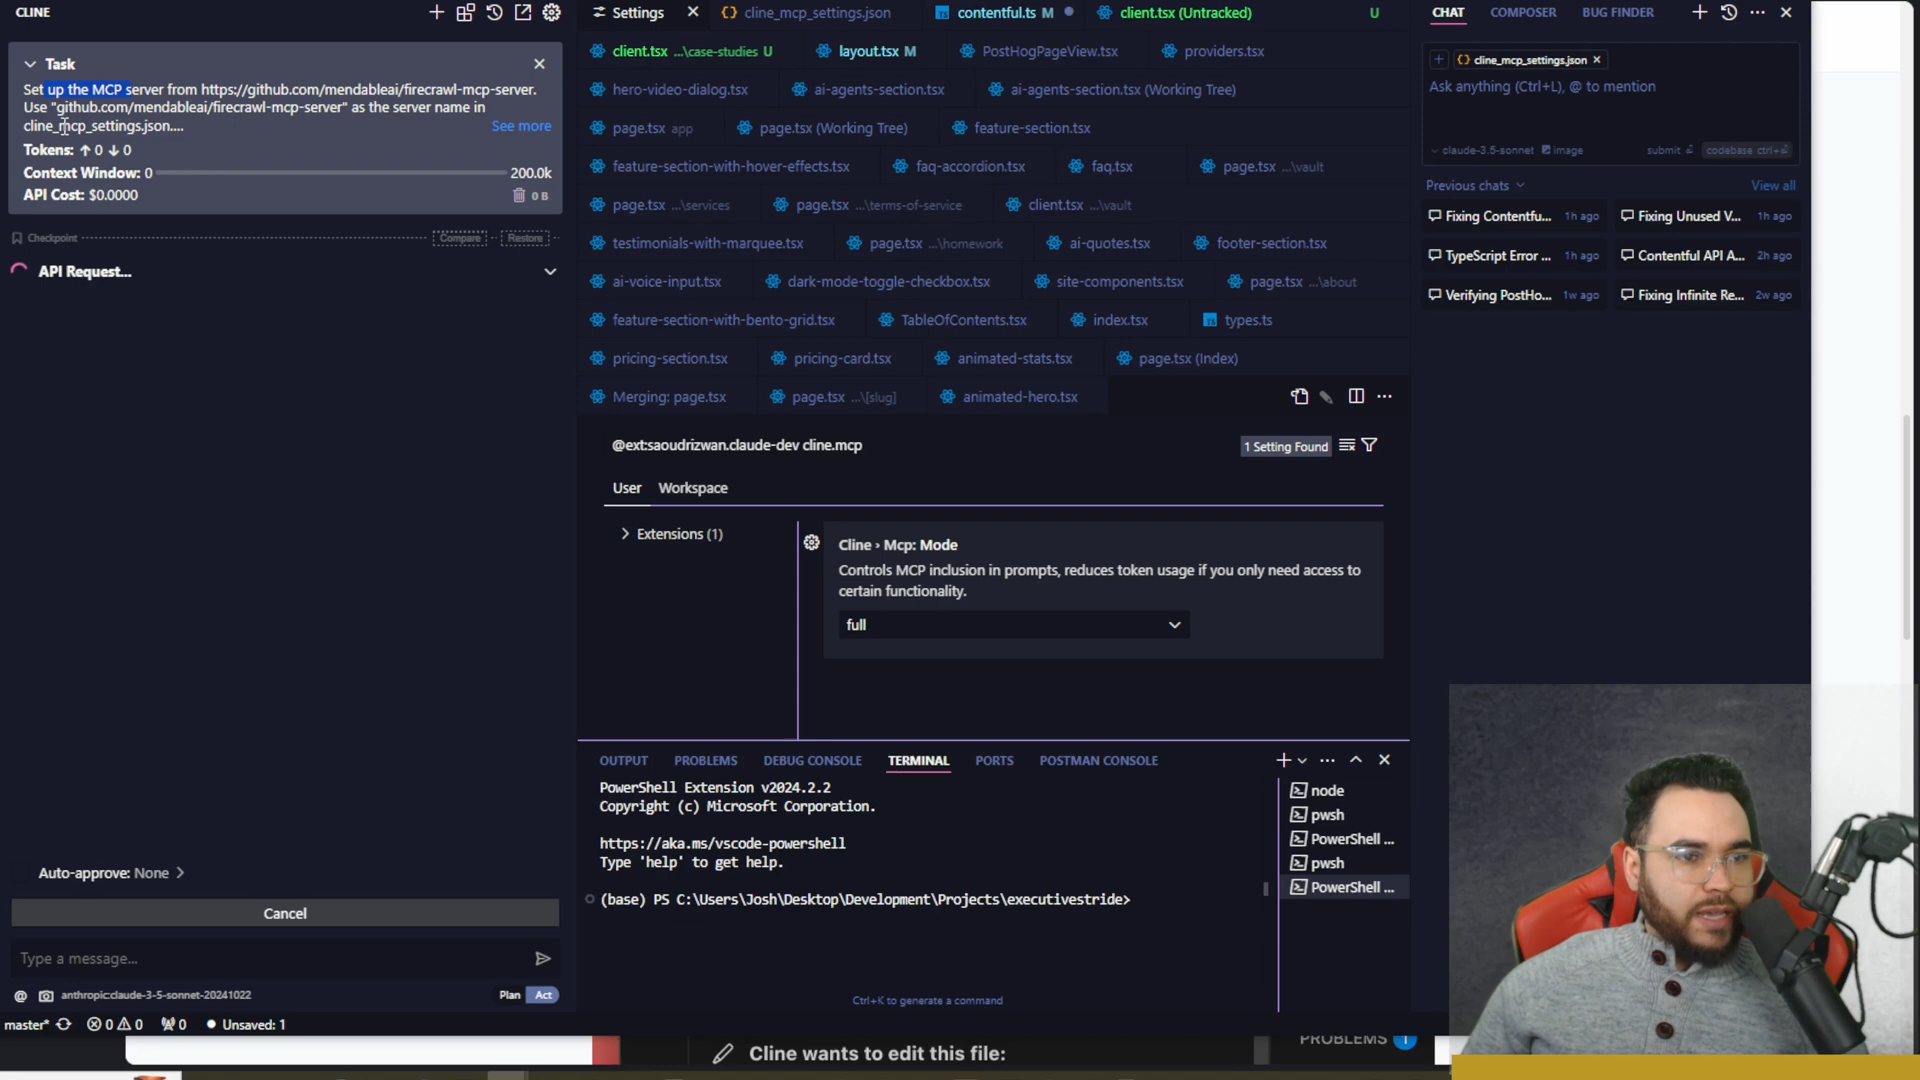 CLINE
Task
Set up the MCP server from https://github.com/mendableai/firecrawl-mcp-server.
Use "github.com/mendableai/firecrawl-mcp-server" as the server name in
cline_mcp_settings.json....
See more
Tokens: ↑ 0 ↓ 0
Context Window: 0 200.0k
API Cost: $0.0000 0 B
Checkpoint Compare Restore
API Request...
Auto-approve: None
Cancel
Type a message...
@ anthropic:claude-3-5-sonnet-20241022 Plan Act
master* 0 0 0 Unsaved: 1
Settings cline_mcp_settings.json contentful.ts M client.tsx (Untracked) U
client.tsx ...\case-studies U layout.tsx M PostHogPageView.tsx providers.tsx
hero-video-dialog.tsx ai-agents-section.tsx ai-agents-section.tsx (Working Tree)
page.tsx app page.tsx (Working Tree) feature-section.tsx
feature-section-with-hover-effects.tsx faq-accordion.tsx faq.tsx page.tsx ...\vault
page.tsx ...\services page.tsx ...\terms-of-service client.tsx ...\vault
testimonials-with-marquee.tsx page.tsx ...\homework ai-quotes.tsx footer-section.tsx
ai-voice-input.tsx dark-mode-toggle-checkbox.tsx site-components.tsx page.tsx ...\about
feature-section-with-bento-grid.tsx TableOfContents.tsx index.tsx types.ts
pricing-section.tsx pricing-card.tsx animated-stats.tsx page.tsx (Index)
Merging: page.tsx page.tsx ...\[slug] animated-hero.tsx
@ext:saoudrizwan.claude-dev cline.mcp
1 Setting Found
User Workspace
Extensions (1)
Cline › Mcp: Mode
Controls MCP inclusion in prompts, reduces token usage if you only need access to
certain functionality.
full
OUTPUT PROBLEMS DEBUG CONSOLE TERMINAL PORTS POSTMAN CONSOLE
PowerShell Extension v2024.2.2
Copyright (c) Microsoft Corporation.
https://aka.ms/vscode-powershell
Type 'help' to get help.
(base) PS C:\Users\Josh\Desktop\Development\Projects\executivestride>
Ctrl+K to generate a command
node
pwsh
PowerShell ...
pwsh
PowerShell ...
CHAT COMPOSER BUG FINDER
cline_mcp_settings.json
Ask anything (Ctrl+L), @ to mention
claude-3.5-sonnet image submit codebase ctrl+
Previous chats View all
Fixing Contentfu... 1h ago Fixing Unused V... 1h ago
TypeScript Error ... 1h ago Contentful API A... 2h ago
Verifying PostHo... 1w ago Fixing Infinite Re... 2w ago
Cline wants to edit this file:
PROBLEMS 1